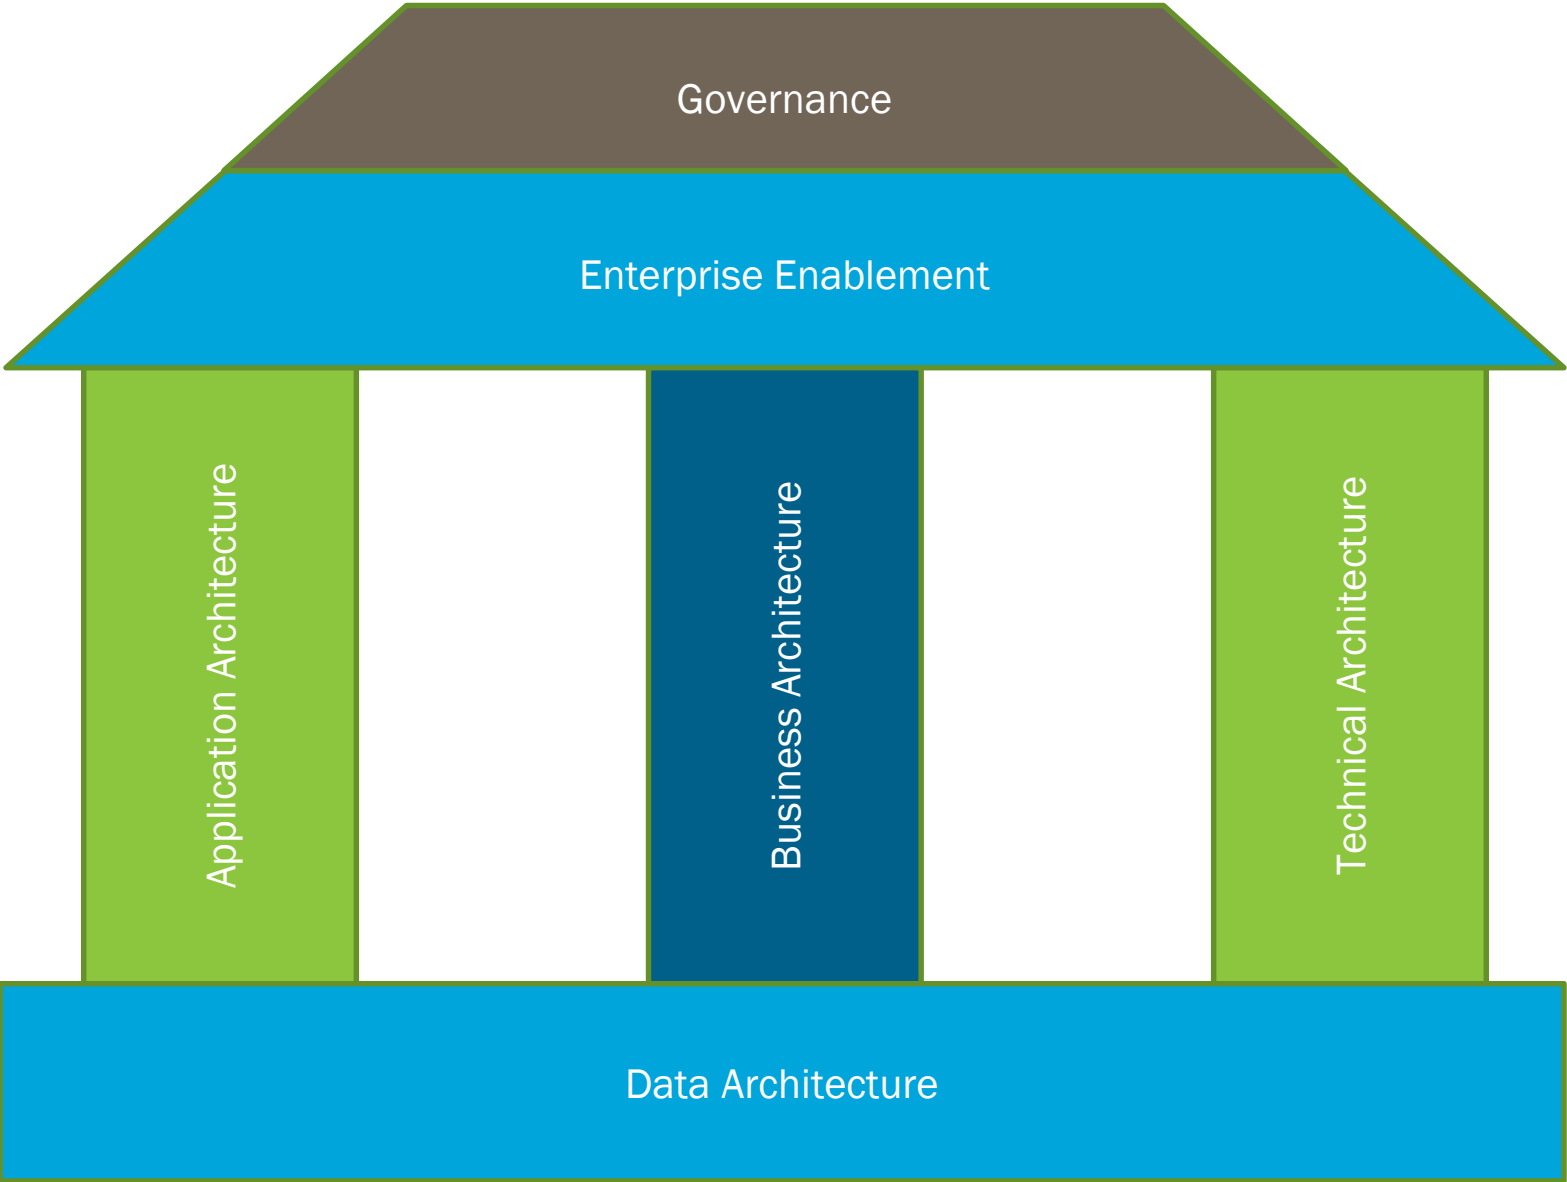 Governance
Enterprise Enablement
Application Architecture
Business Architecture
Technical Architecture
Data Architecture